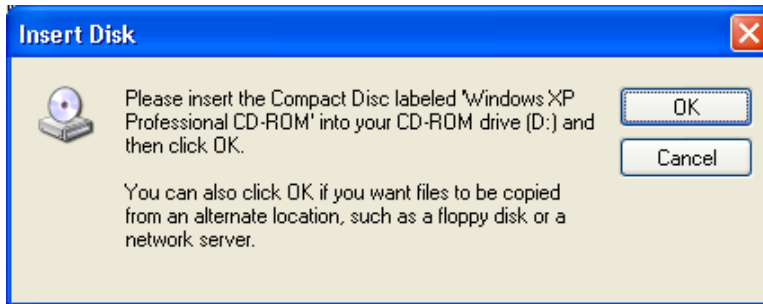 Insert Disk
Please insert the Compact Disc labeled 'Windows XP
Professional CD-ROM' into your CD-ROM drive (D:) and
then click OK.
You can also click OK if you want files to be copied
from an alternate location, such as a floppy disk or a
network server.
OK
Cancel